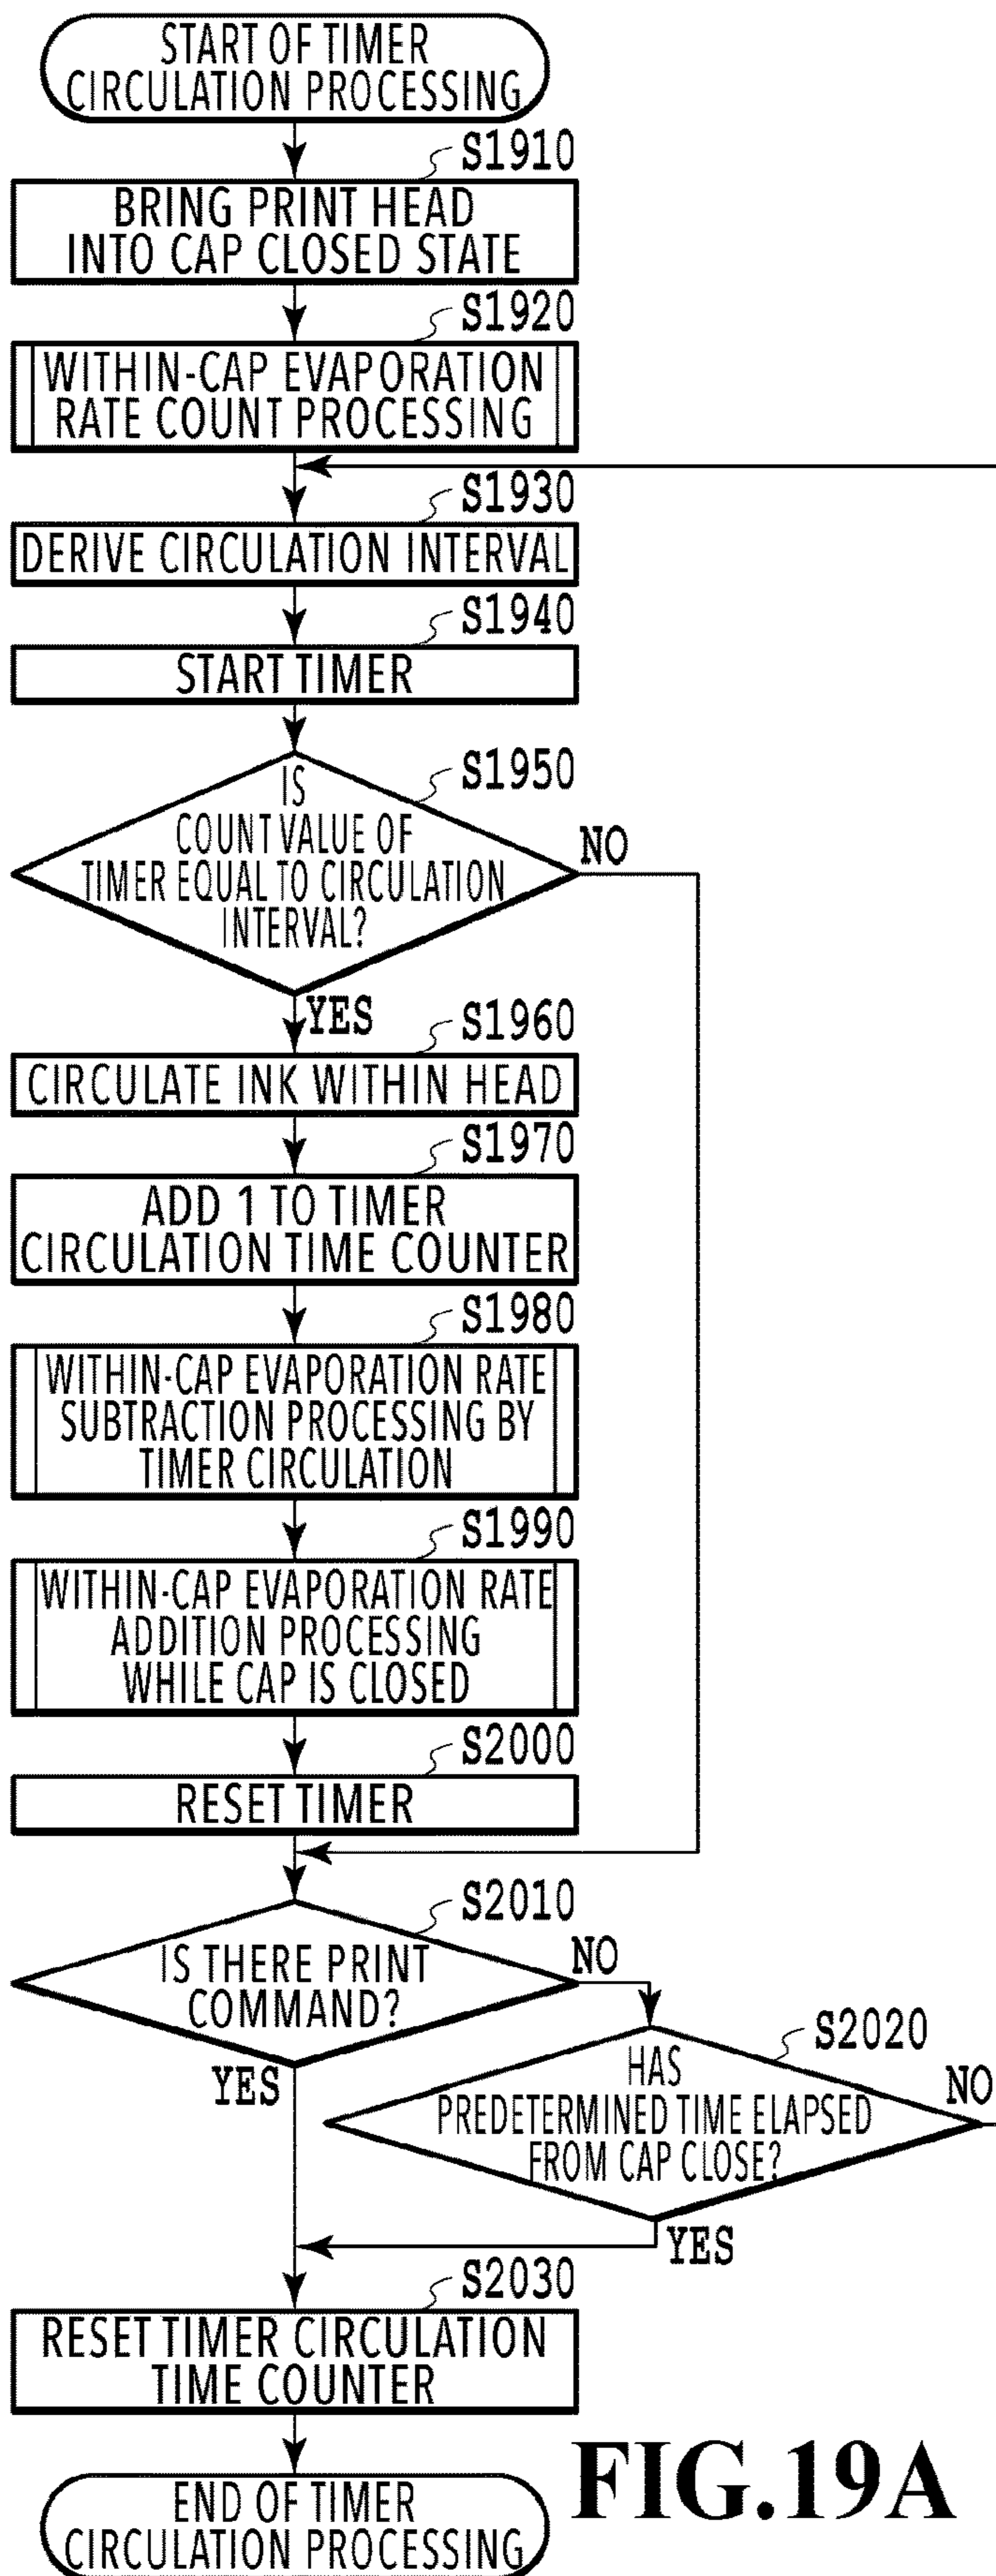 START OF TIMER
CIRCULATION PROCESSING
S1910
BRING PRINT HEAD
INTO CAP CLOSED STATE
S1920
WITHIN-CAP EVAPORATION
RATE COUNT PROCESSING
S1930
DERIVE CIRCULATION INTERVAL
S1940
START TIMER
S1950
IS
COUNT VALUE OF
TIMER EQUAL TO CIRCULATION
INTERVAL?
NO
YES
S1960
CIRCULATE INK WITHIN HEAD
S1970
ADD 1 TO TIMER
CIRCULATION TIME COUNTER
S1980
WITHIN-CAP EVAPORATION RATE
SUBTRACTION PROCESSING BY
TIMER CIRCULATION
S1990
WITHIN-CAP EVAPORATION RATE
ADDITION PROCESSING
WHILE CAP IS CLOSED
S2000
RESET TIMER
S2010
IS THERE PRINT
COMMAND?
NO
YES
S2020
HAS
PREDETERMINED TIME ELAPSED
FROM CAP CLOSE?
NO
YES
S2030
RESET TIMER CIRCULATION
TIME COUNTER
END OF TIMER
CIRCULATION PROCESSING
FIG.19A